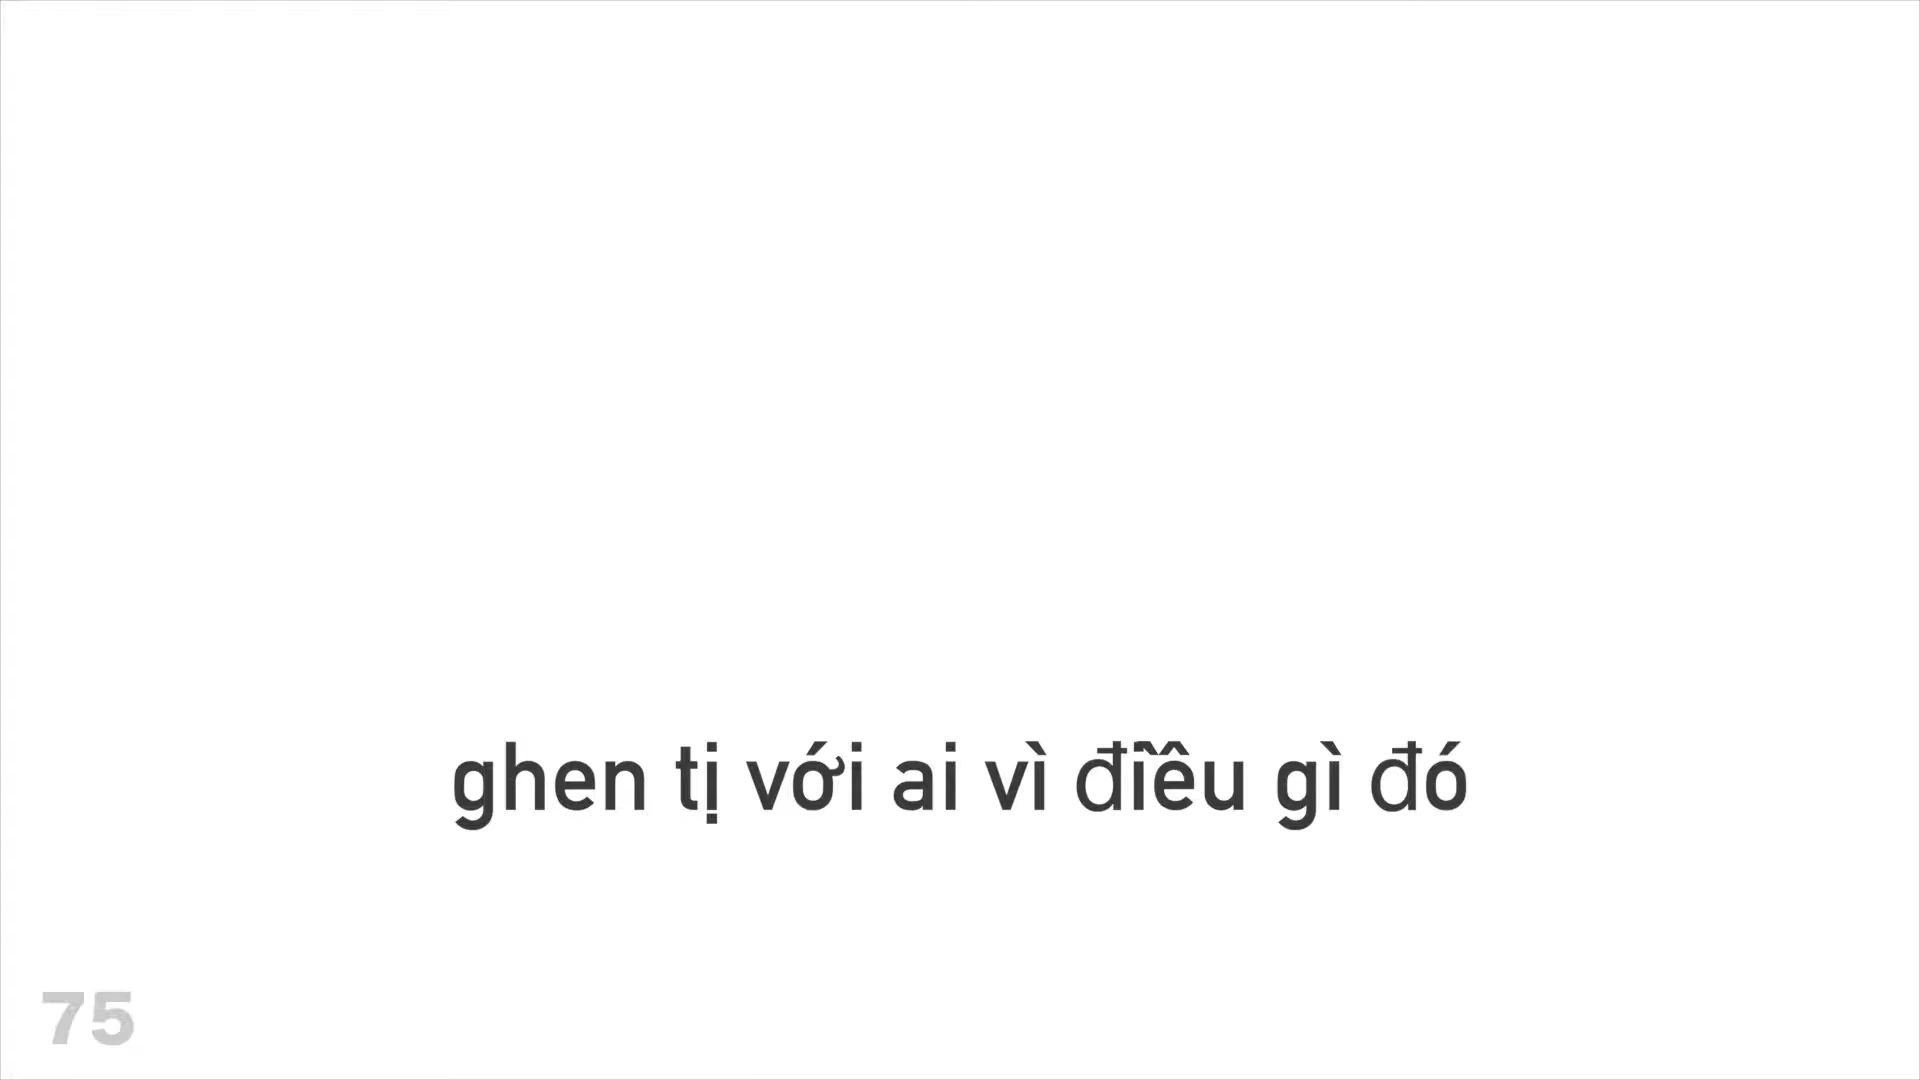 ghen tị với ai vì điều gì đó
75